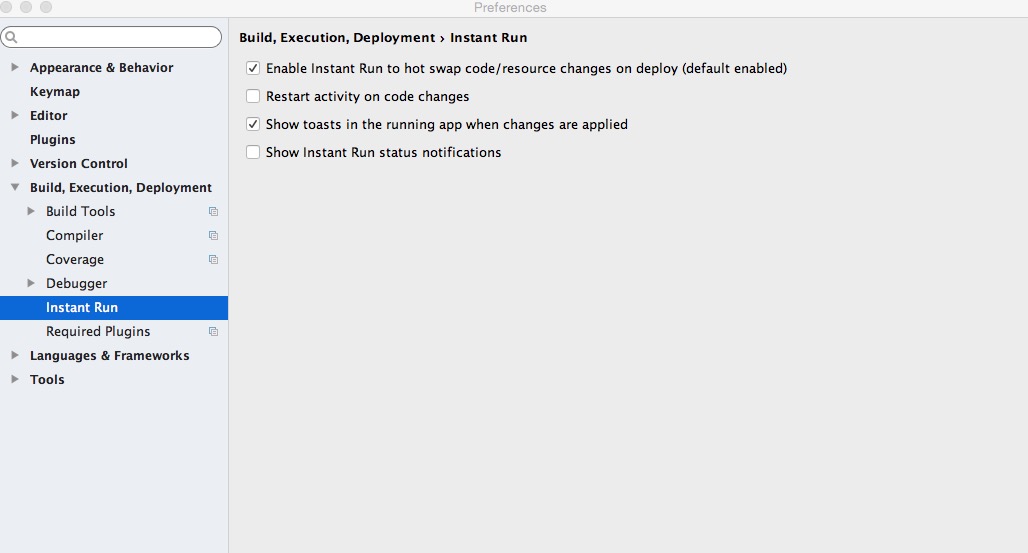 Preferences
Build, Execution, Deployment › Instant Run
Enable Instant Run to hot swap code/resource changes on deploy (default enabled)
Restart activity on code changes
Show toasts in the running app when changes are applied
Show Instant Run status notifications
Appearance & Behavior
Keymap
Editor
Plugins
Version Control
Build, Execution, Deployment
Build Tools
Compiler
Coverage
Debugger
Instant Run
Required Plugins
Languages & Frameworks
Tools